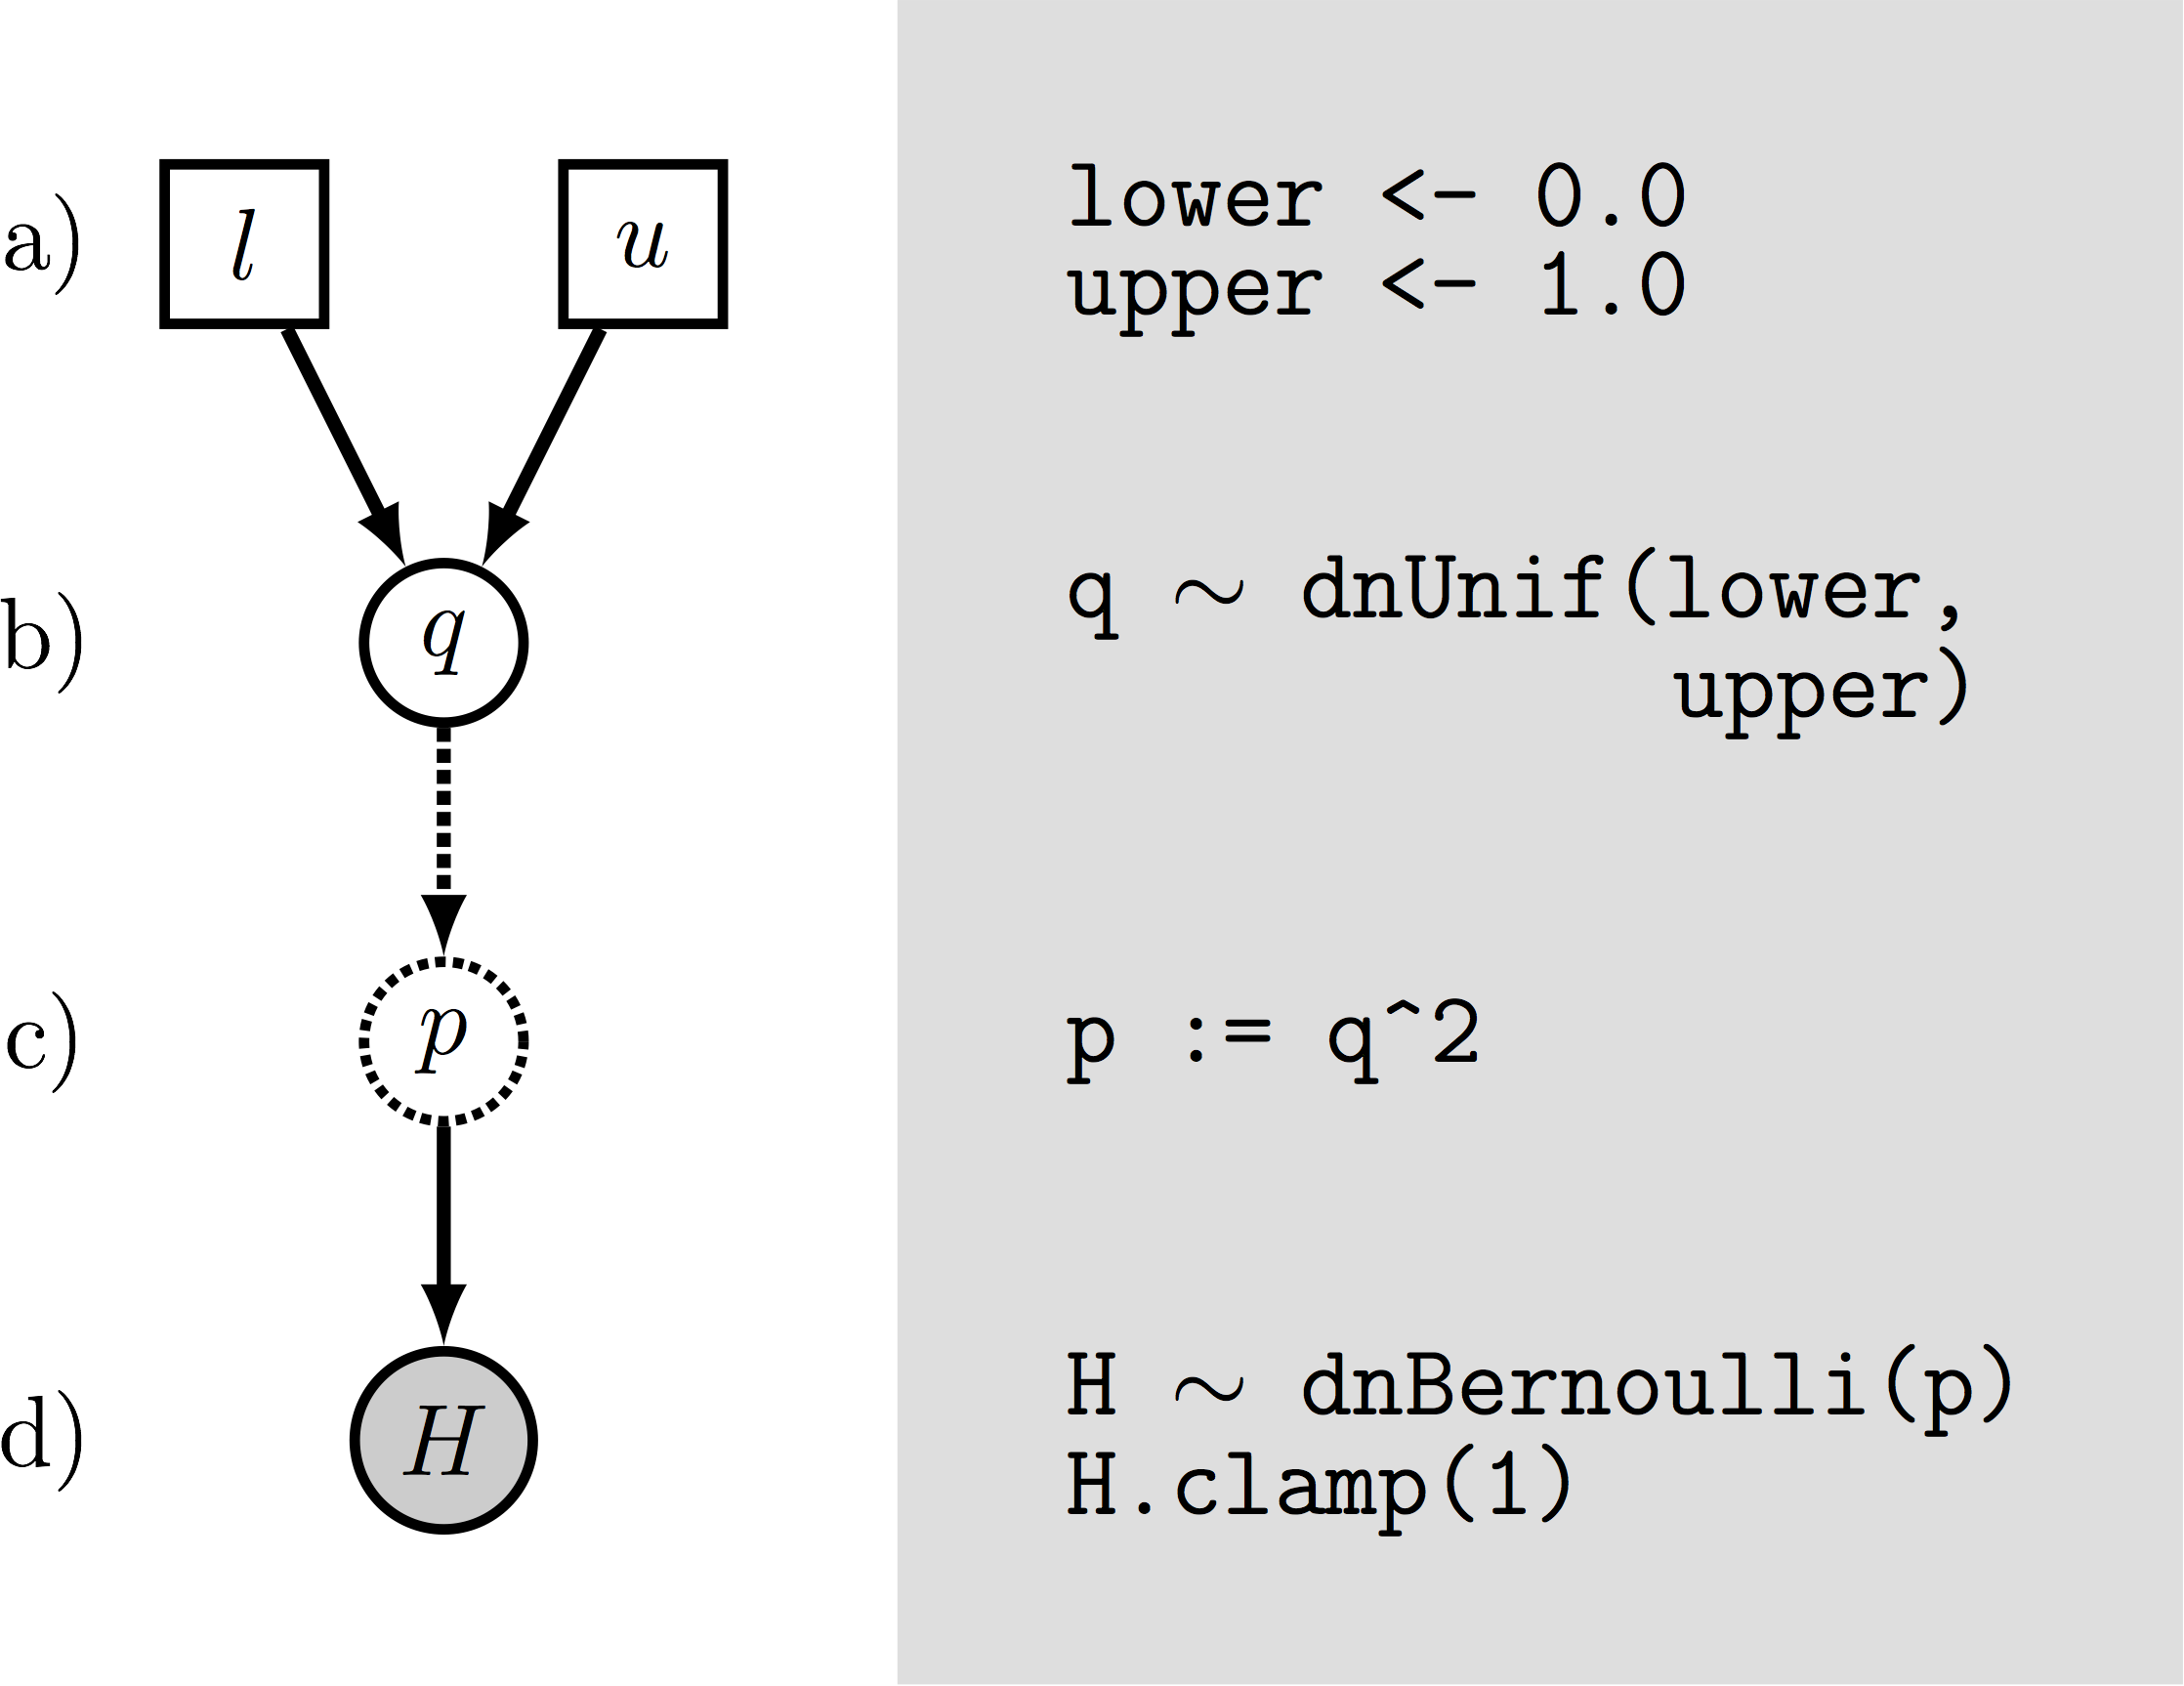 a) l u lower <- 0.0
upper <- 1.0
b) q q ~ dnUnif(lower,
upper)
c) p p := q^2
d) H H ~ dnBernoulli(p)
H.clamp(1)